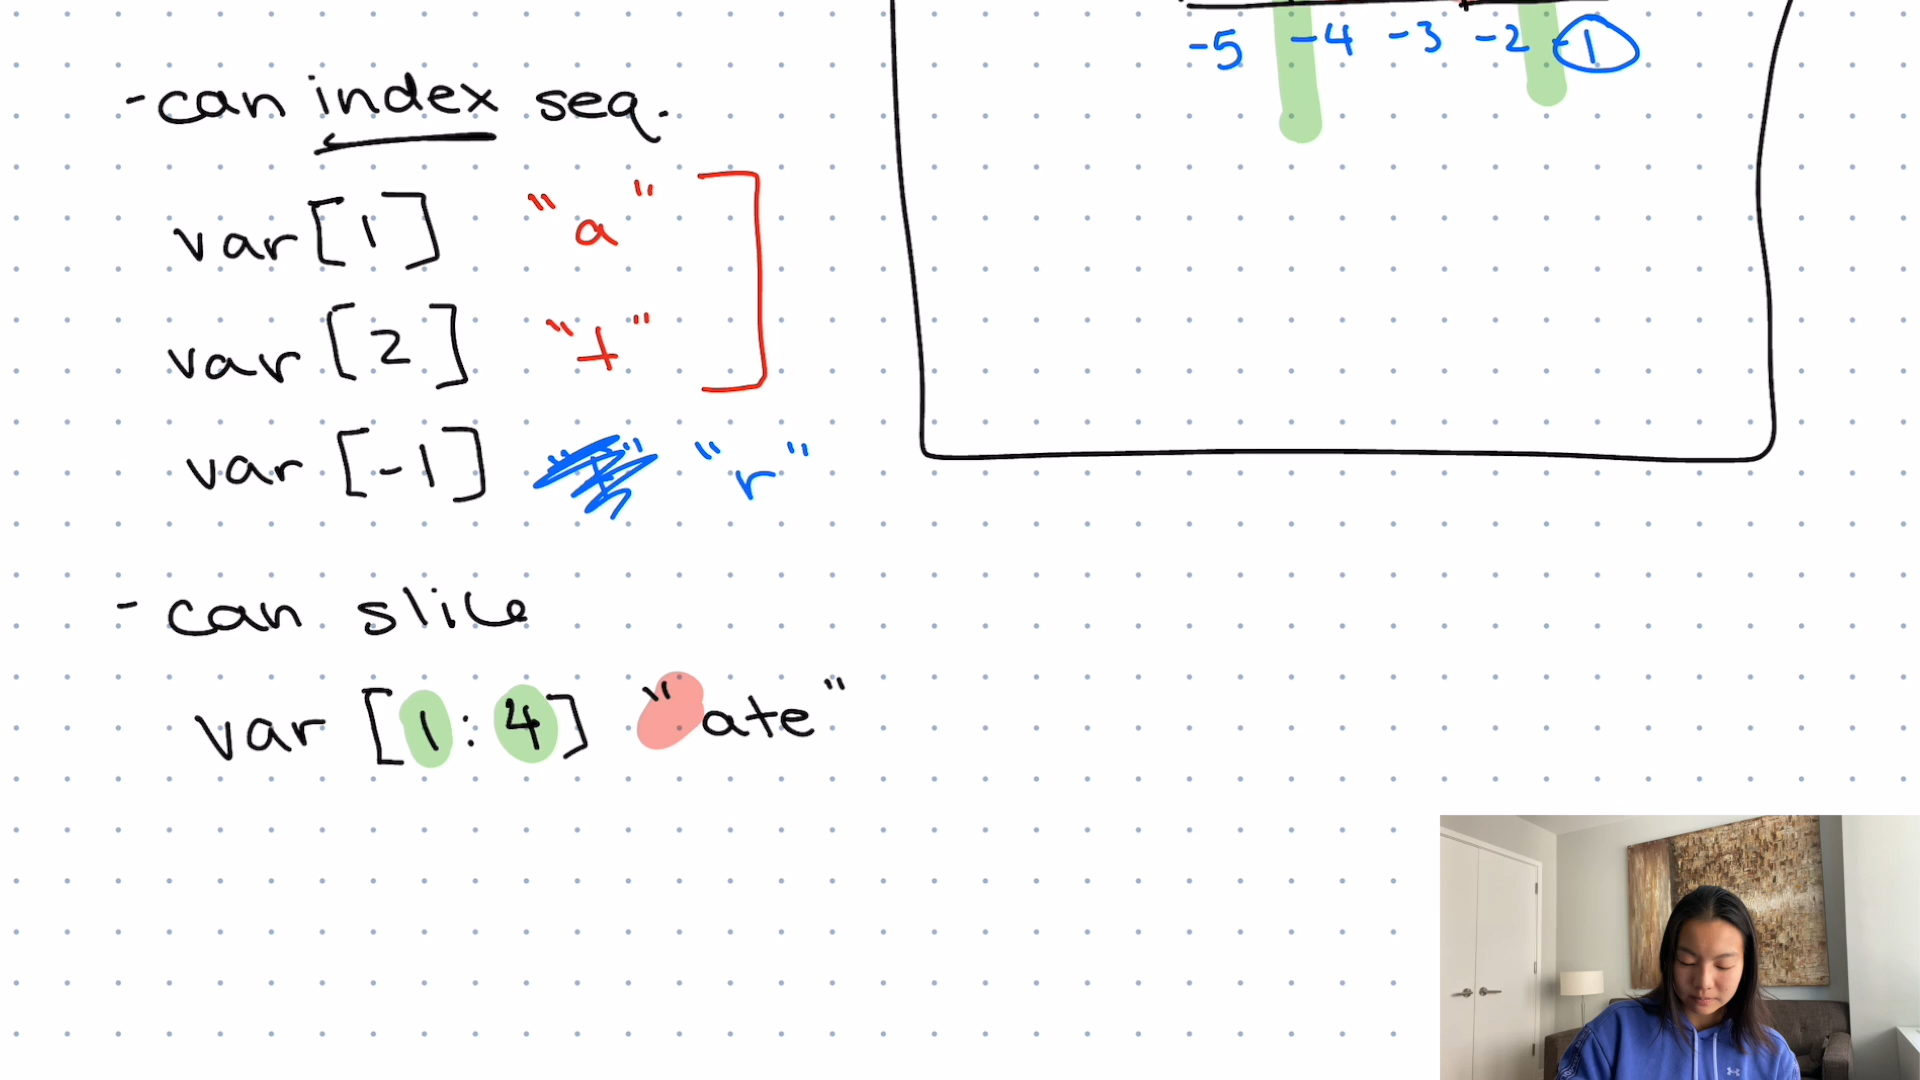 -5 -4 -3 -2 -1
-can index seq.
var[1] "a"
var[2] "t"
var[-1] "r"
- can slice
var [1:4] "ate"